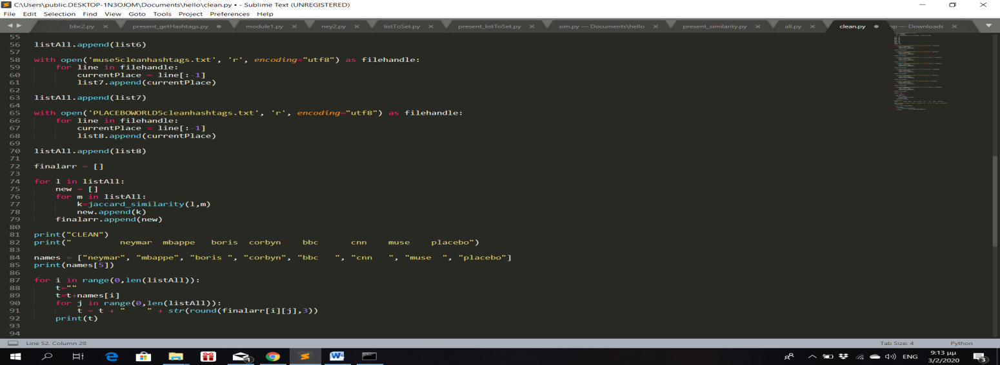 C:\Users\public.DESKTOP-1N3OJOM\Documents\hello\clean.py • - Sublime Text (UNREGISTERED)
File Edit Selection Find View Goto Tools Project Preferences Help
bbc2.py present_getHashtags.py module1.py ney2.py listToSet.py present_listToSet.py sim.py — Documents\hello present_similarity.py all.py clean.py — Downloads
55
56 listAll.append(list6)
57
58 with open('muse5cleanhashtags.txt', 'r', encoding="utf8") as filehandle:
59     for line in filehandle:
60         currentPlace = line[:-1]
61         list7.append(currentPlace)
62
63 listAll.append(list7)
64
65 with open('PLACEBOWORLD5cleanhashtags.txt', 'r', encoding="utf8") as filehandle:
66     for line in filehandle:
67         currentPlace = line[:-1]
68         list8.append(currentPlace)
69
70 listAll.append(list8)
71
72 finalarr = []
73
74 for l in listAll:
75     new = []
76     for m in listAll:
77         k=jaccard_similarity(l,m)
78         new.append(k)
79     finalarr.append(new)
80
81 print("CLEAN")
82 print("         neymar  mbappe   boris  corbyn    bbc      cnn    muse    placebo")
83
84 names = ["neymar", "mbappe", "boris ", "corbyn", "bbc   ", "cnn   ", "muse  ", "placebo"]
85 print(names[5])
86
87 for i in range(0,len(listAll)):
88     t=""
89     t=t+names[i]
90     for j in range(0,len(listAll)):
91         t = t + "    " + str(round(finalarr[i][j],3))
92     print(t)
93
94
Line 52, Column 28 Tab Size: 4 Python
1 ENG 9:13 μμ 3
3/2/2020